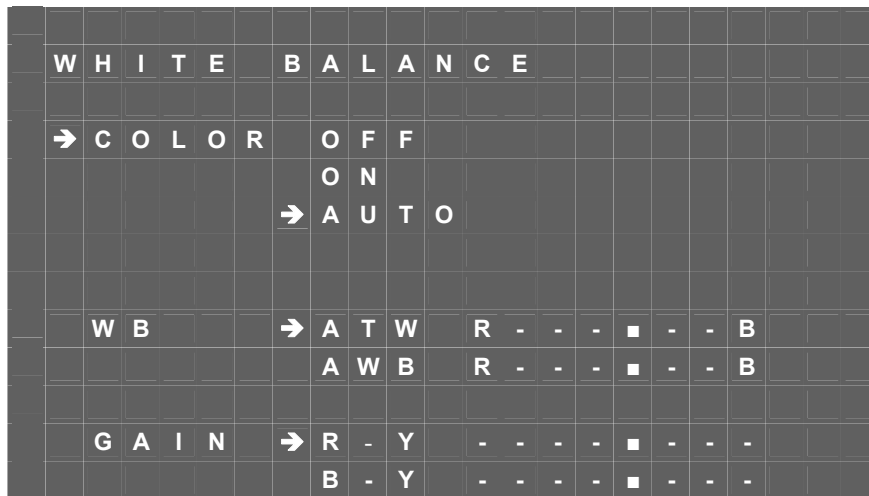 WHITE BALANCE
➔ COLOR OFF
ON
➔ AUTO
WB ➔ ATW R - - - ■ - - B
AWB R - - - ■ - - B
GAIN ➔ R - Y - - - - ■ - - -
B - Y - - - - ■ - - -